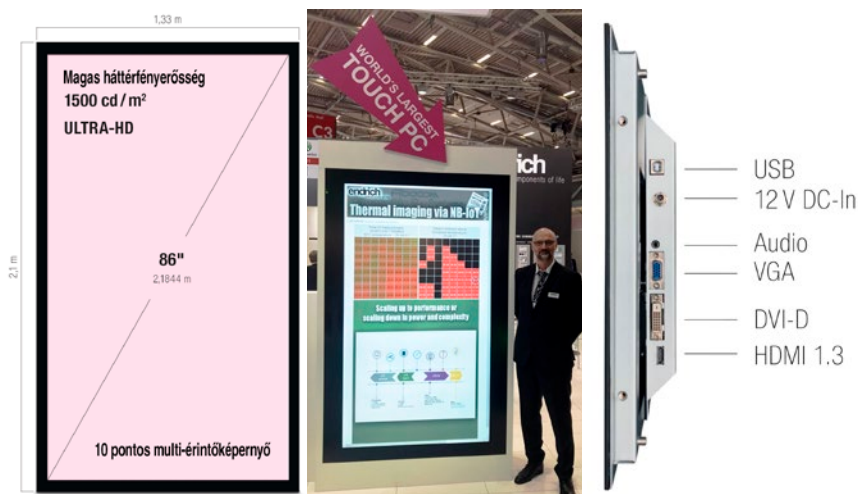 1,33 m
2,1 m
Magas háttérfényerősség
1500 cd / m²
ULTRA-HD
86"
2,1844 m
10 pontos multi-érintőképernyő
WORLD'S LARGEST
TOUCH PC
C3
ich
components of life
endrich
Thermal imaging via NB-IoT
Scaling up to performance or
scaling down to power and complexity
USB
12 V DC-In
Audio
VGA
DVI-D
HDMI 1.3